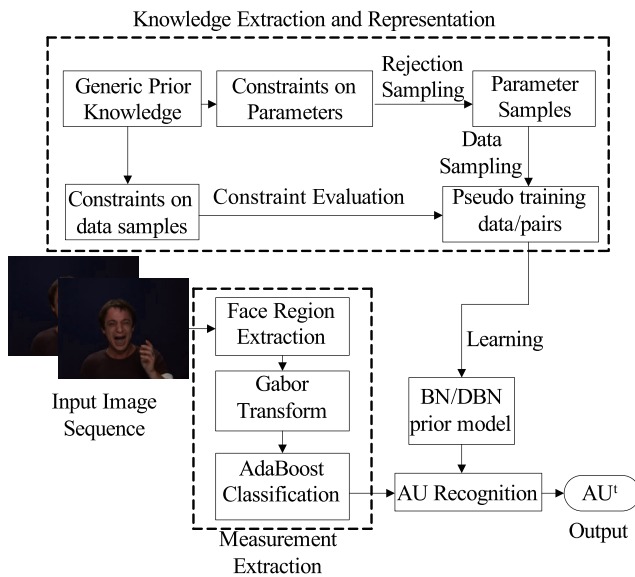 Knowledge Extraction and Representation
Generic Prior
Knowledge
Constraints on
Parameters
Rejection
Sampling
Parameter
Samples
Data
Sampling
Constraints on
data samples
Constraint Evaluation
Pseudo training
data/pairs
Input Image
Sequence
Face Region
Extraction
Gabor
Transform
AdaBoost
Classification
Measurement
Extraction
Learning
BN/DBN
prior model
AU Recognition
AUᵗ
Output